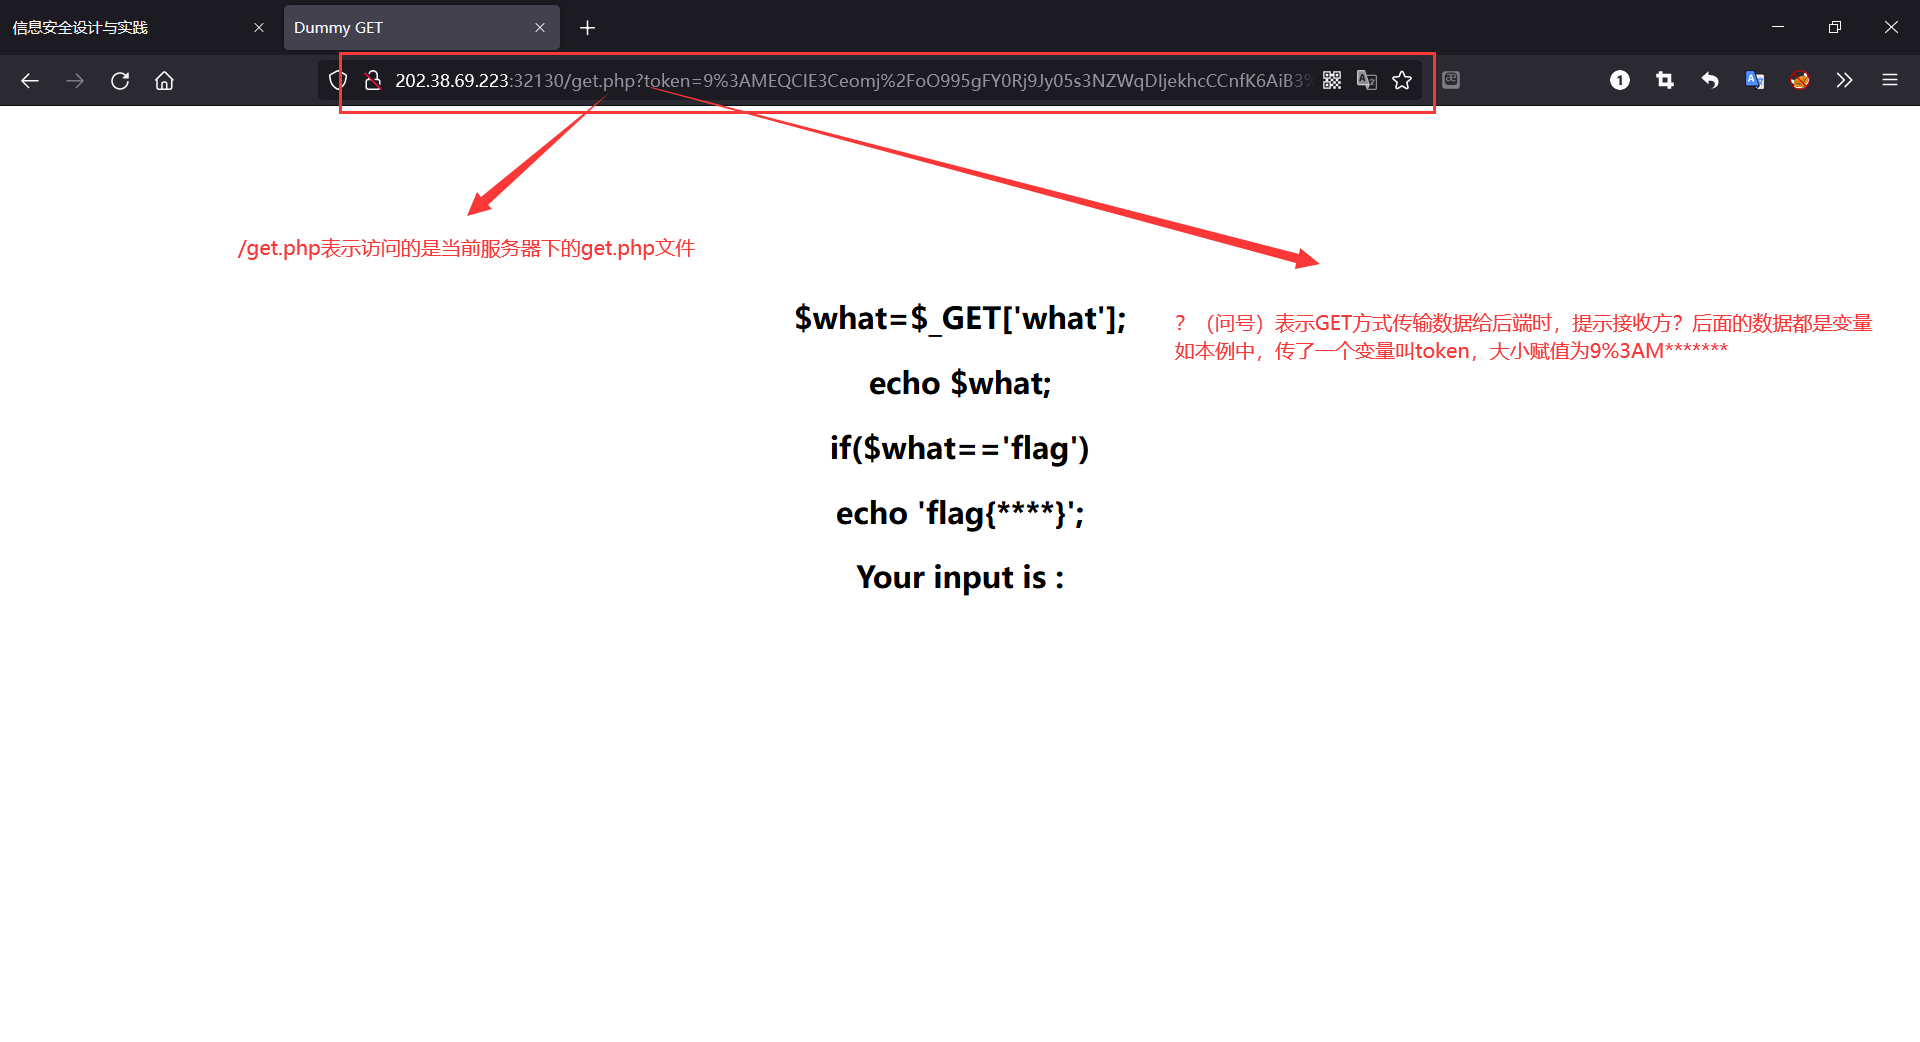 信息安全设计与实践
Dummy GET
202.38.69.223:32130/get.php?token=9%3AMEQCIE3Ceomj%2FoO995gFY0Rj9Jy05s3NZWqDIjekhcCCnfK6AiB3%
/get.php表示访问的是当前服务器下的get.php文件
$what=$_GET['what'];
？（问号）表示GET方式传输数据给后端时，提示接收方？后面的数据都是变量
如本例中，传了一个变量叫token，大小赋值为9%3AM*******
echo $what;
if($what=='flag')
echo 'flag{****}';
Your input is :